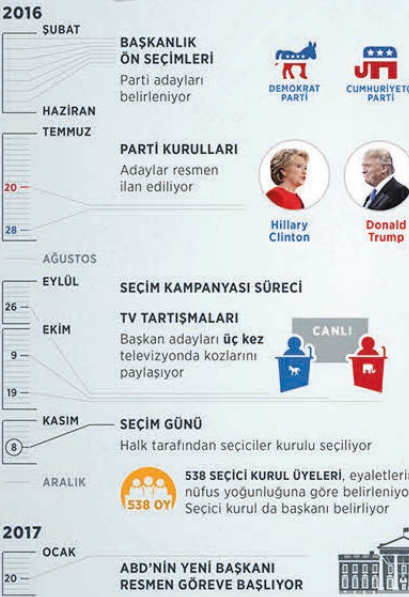 2016
ŞUBAT
BAŞKANLIK
ÖN SEÇİMLERİ
Parti adayları
belirleniyor
DEMOKRAT
PARTİ
CUMHURİYETÇ
PARTİ
HAZİRAN
TEMMUZ
PARTİ KURULLARI
Adaylar resmen
ilan ediliyor
20
28
Hillary
Clinton
Donald
Trump
AĞUSTOS
EYLÜL
SEÇİM KAMPANYASI SÜRECİ
26
TV TARTIŞMALARI
Başkan adayları üç kez
televizyonda kozlarını
paylaşıyor
CANLI
EKİM
9
19
KASIM
SEÇİM GÜNÜ
8
Halk tarafından seçiciler kurulu seçiliyor
ARALIK
538 OY
538 SEÇİCİ KURUL ÜYELERİ, eyaletlerin
nüfus yoğunluğuna göre belirleniyo
Seçici kurul da başkanı belirliyor
2017
OCAK
20
ABD'NİN YENİ BAŞKANI
RESMEN GÖREVE BAŞLIYOR